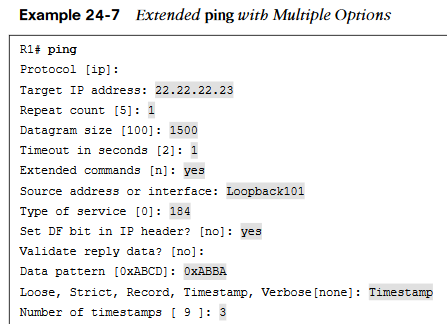 Example 24-7 Extended ping with Multiple Options
R1# ping
Protocol [ip]:
Target IP address: 22.22.22.23
Repeat count [5]: 1
Datagram size [100]: 1500
Timeout in seconds [2]: 1
Extended commands [n]: yes
Source address or interface: Loopback101
Type of service [0]: 184
Set DF bit in IP header? [no]: yes
Validate reply data? [no]:
Data pattern [0xABCD]: 0xABBA
Loose, Strict, Record, Timestamp, Verbose[none]: Timestamp
Number of timestamps [ 9 ]: 3